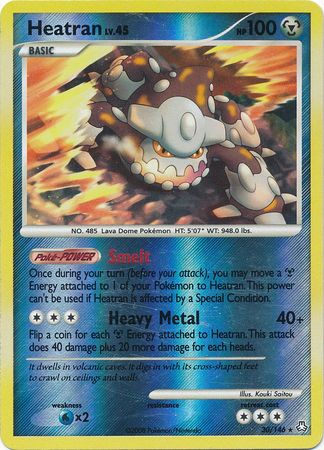 Heatran LV.45
HP 100
BASIC
NO. 485 Lava Dome Pokémon HT: 5'07" WT: 948.0 lbs.
Poké-POWER Smelt
Once during your turn (before your attack), you may move a
Energy attached to 1 of your Pokémon to Heatran. This power
can't be used if Heatran is affected by a Special Condition.
Heavy Metal 40+
Flip a coin for each Energy attached to Heatran. This attack
does 40 damage plus 20 more damage for each heads.
It dwells in volcanic caves. It digs in with its cross-shaped feet
to crawl on ceilings and walls.
Illus. Kouki Saitou
weakness resistance retreat cost
×2
©2008 Pokémon/Nintendo 30/146 ★